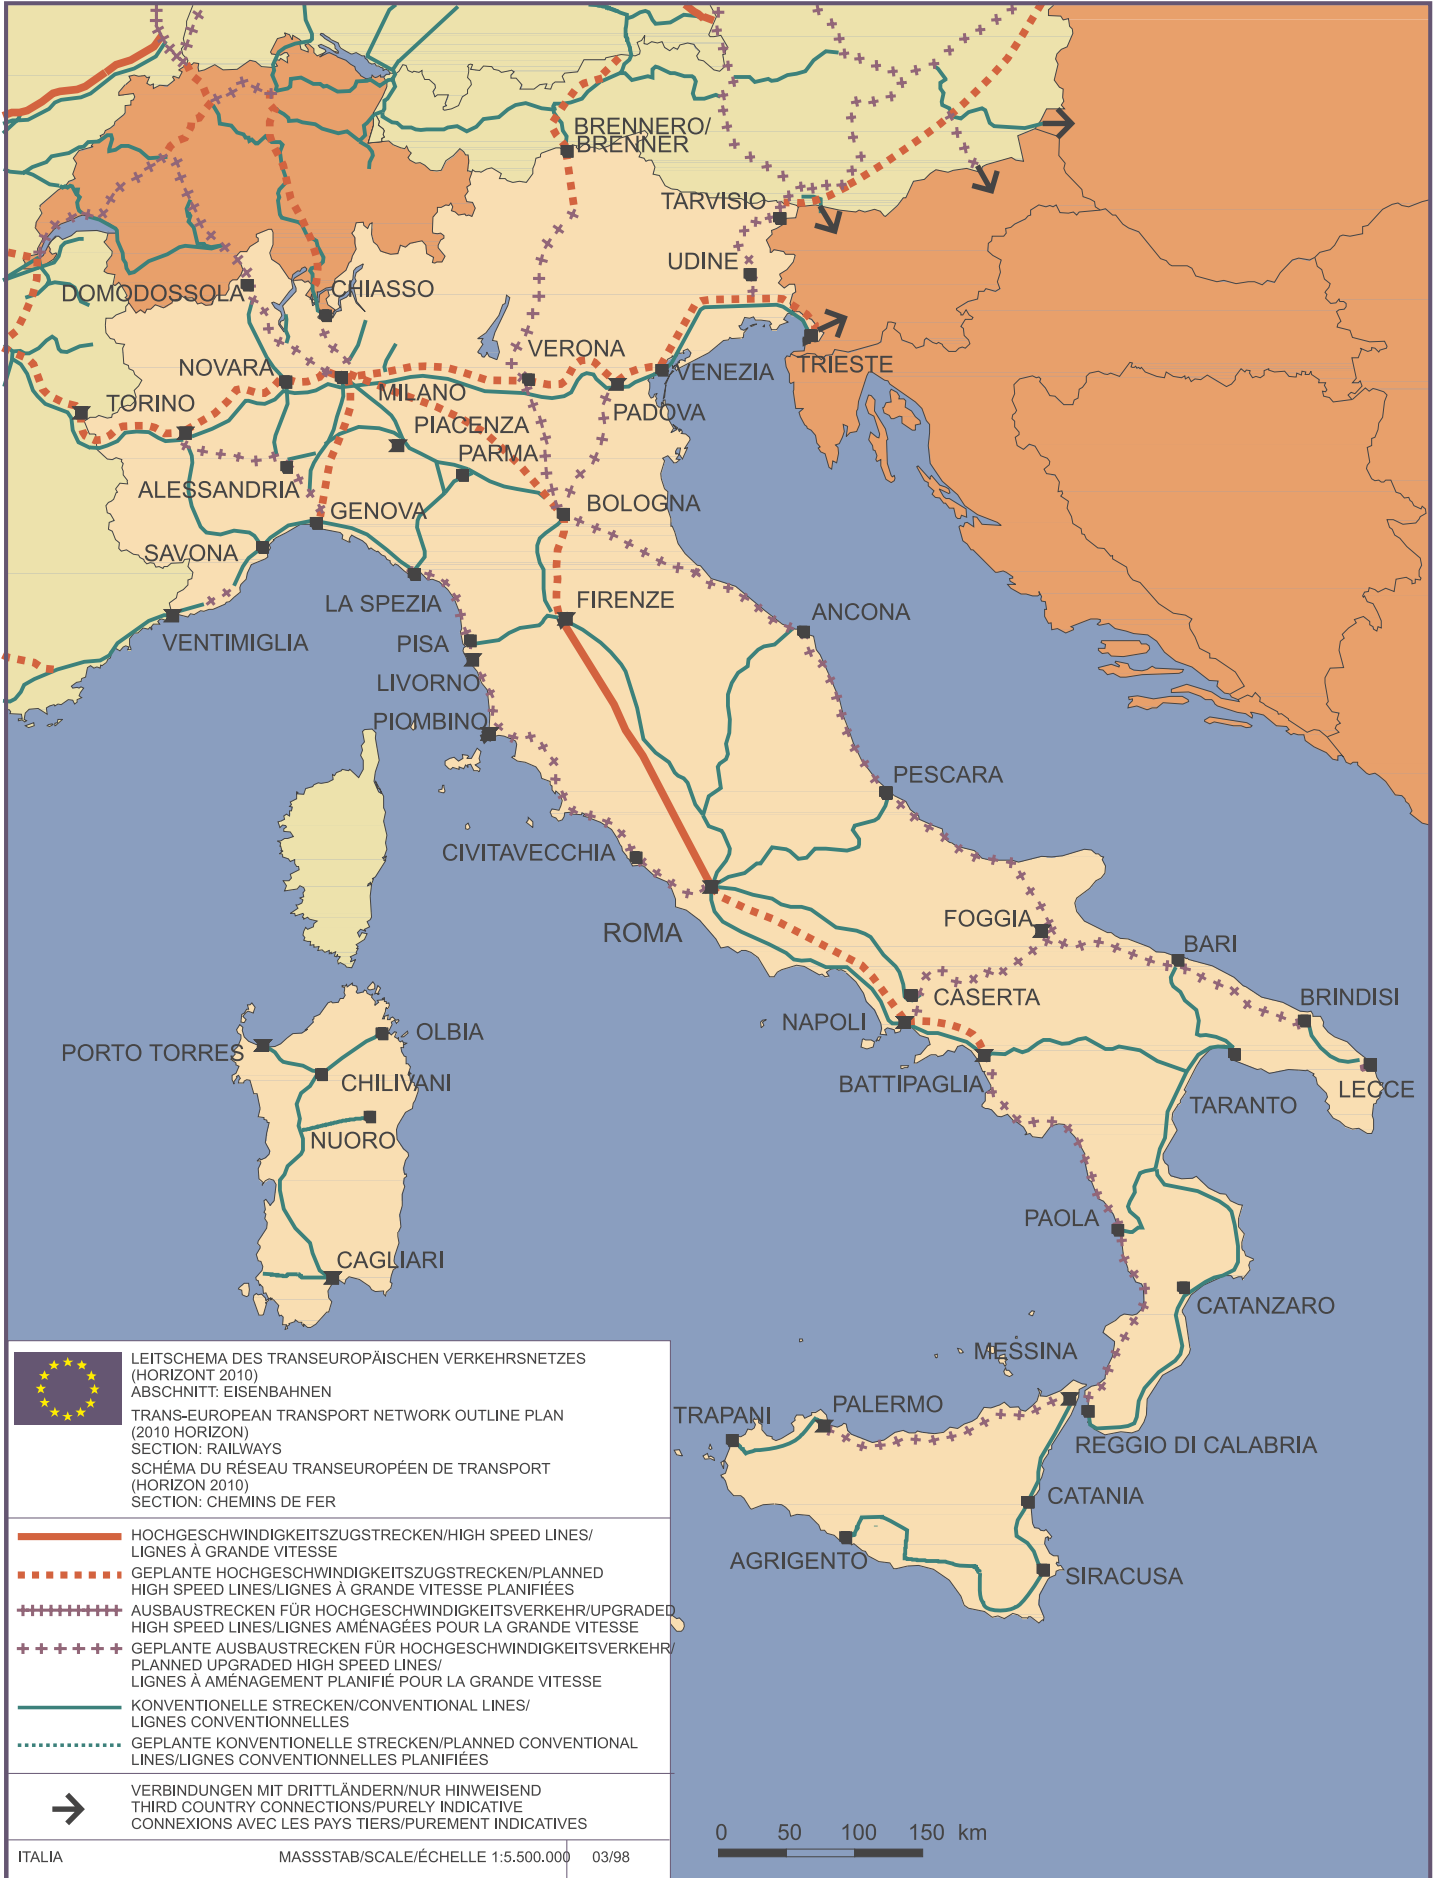 BRENNERO/
BRENNER
TARVISIO
UDINE
DOMODOSSOLA
CHIASSO
VERONA
NOVARA
VENEZIA
TRIESTE
MILANO
TORINO
PADOVA
PIACENZA
PARMA
ALESSANDRIA
BOLOGNA
GENOVA
SAVONA
LA SPEZIA
FIRENZE
ANCONA
VENTIMIGLIA
PISA
LIVORNO
PIOMBINO
PESCARA
CIVITAVECCHIA
ROMA
FOGGIA
BARI
CASERTA
BRINDISI
NAPOLI
OLBIA
PORTO TORRES
CHILIVANI
BATTIPAGLIA
LECCE
TARANTO
NUORO
PAOLA
CAGLIARI
CATANZARO
MESSINA
PALERMO
TRAPANI
REGGIO DI CALABRIA
CATANIA
AGRIGENTO
SIRACUSA
LEITSCHEMA DES TRANSEUROPÄISCHEN VERKEHRSNETZES
(HORIZONT 2010)
ABSCHNITT: EISENBAHNEN
TRANS-EUROPEAN TRANSPORT NETWORK OUTLINE PLAN
(2010 HORIZON)
SECTION: RAILWAYS
SCHÉMA DU RÉSEAU TRANSEUROPÉEN DE TRANSPORT
(HORIZON 2010)
SECTION: CHEMINS DE FER
HOCHGESCHWINDIGKEITSZUGSTRECKEN/HIGH SPEED LINES/
LIGNES À GRANDE VITESSE
GEPLANTE HOCHGESCHWINDIGKEITSZUGSTRECKEN/PLANNED
HIGH SPEED LINES/LIGNES À GRANDE VITESSE PLANIFIÉES
AUSBAUSTRECKEN FÜR HOCHGESCHWINDIGKEITSVERKEHR/UPGRADED
HIGH SPEED LINES/LIGNES AMÉNAGÉES POUR LA GRANDE VITESSE
GEPLANTE AUSBAUSTRECKEN FÜR HOCHGESCHWINDIGKEITSVERKEHR/
PLANNED UPGRADED HIGH SPEED LINES/
LIGNES À AMÉNAGEMENT PLANIFIÉ POUR LA GRANDE VITESSE
KONVENTIONELLE STRECKEN/CONVENTIONAL LINES/
LIGNES CONVENTIONNELLES
GEPLANTE KONVENTIONELLE STRECKEN/PLANNED CONVENTIONAL
LINES/LIGNES CONVENTIONNELLES PLANIFIÉES
VERBINDUNGEN MIT DRITTLÄNDERN/NUR HINWEISEND
THIRD COUNTRY CONNECTIONS/PURELY INDICATIVE
CONNEXIONS AVEC LES PAYS TIERS/PUREMENT INDICATIVES
ITALIA MASSSTAB/SCALE/ÉCHELLE 1:5.500.000 03/98
0 50 100 150 km